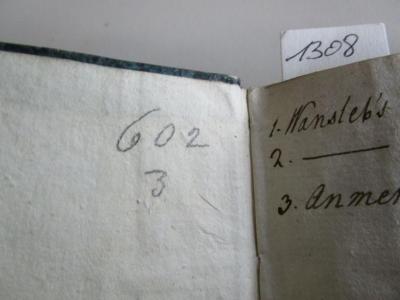 1308
602
3
1. Wansleb's
2. ———
3. Anmer